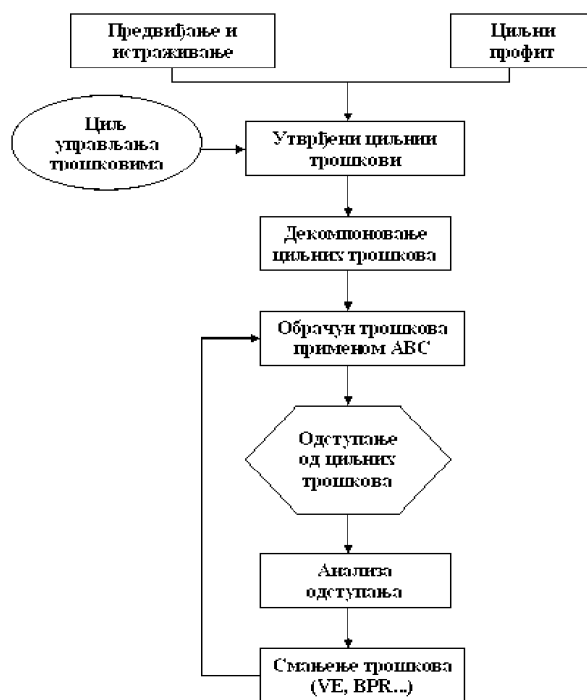 Предвиђање и
истраживање
Циљни
профит
Циљ
управљања
трошковима
Утврђени циљнии
трошкови
Декомпоновање
циљних трошкова
Обрачун трошкова
применом ABC
Одступање
од циљних
трошкова
Анализа
одступања
Смањење трошкова
(VE, BPR...)